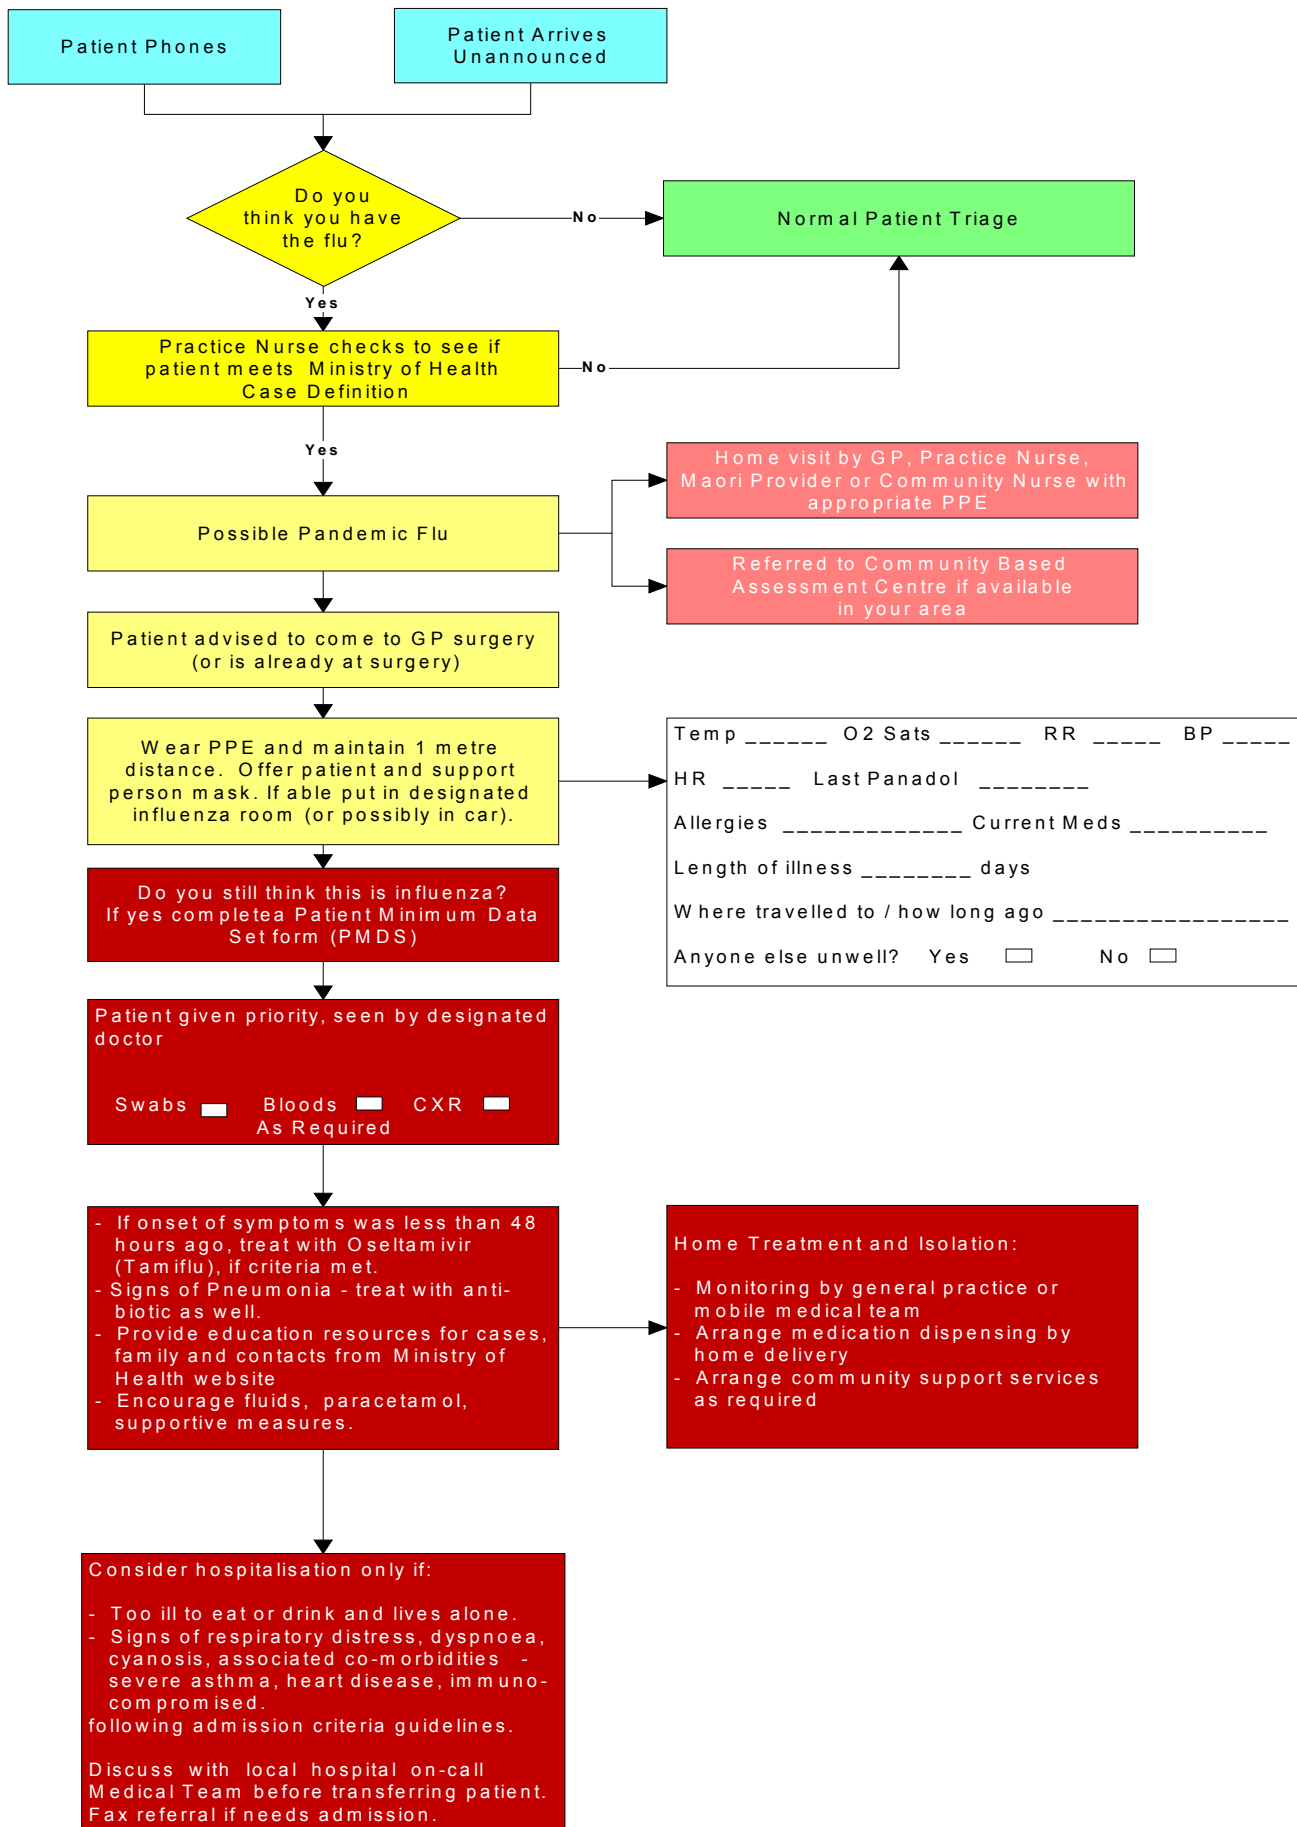 Patient Phones
Patient Arrives
Unannounced
Do you
think you have
the flu?
No
Normal Patient Triage
Yes
Practice Nurse checks to see if
patient meets Ministry of Health
Case Definition
No
Yes
Home visit by GP, Practice Nurse,
Maori Provider or Community Nurse with
appropriate PPE
Possible Pandemic Flu
Referred to Community Based
Assessment Centre if available
in your area
Patient advised to come to GP surgery
(or is already at surgery)
Wear PPE and maintain 1 metre
distance. Offer patient and support
person mask. If able put in designated
influenza room (or possibly in car).
Temp ______ O2 Sats ______ RR _____ BP _____
HR _____ Last Panadol ________
Allergies _____________ Current Meds __________
Length of illness ________ days
Where travelled to / how long ago _________________
Anyone else unwell? Yes No
Do you still think this is influenza?
If yes completea Patient Minimum Data
Set form (PMDS)
Patient given priority, seen by designated
doctor
Swabs Bloods CXR
As Required
- If onset of symptoms was less than 48
hours ago, treat with Oseltamivir
(Tamiflu), if criteria met.
- Signs of Pneumonia - treat with anti-
biotic as well.
- Provide education resources for cases,
family and contacts from Ministry of
Health website
- Encourage fluids, paracetamol,
supportive measures.
Home Treatment and Isolation:
- Monitoring by general practice or
mobile medical team
- Arrange medication dispensing by
home delivery
- Arrange community support services
as required
Consider hospitalisation only if:
- Too ill to eat or drink and lives alone.
- Signs of respiratory distress, dyspnoea,
cyanosis, associated co-morbidities -
severe asthma, heart disease, immuno-
compromised.
following admission criteria guidelines.
Discuss with local hospital on-call
Medical Team before transferring patient.
Fax referral if needs admission.